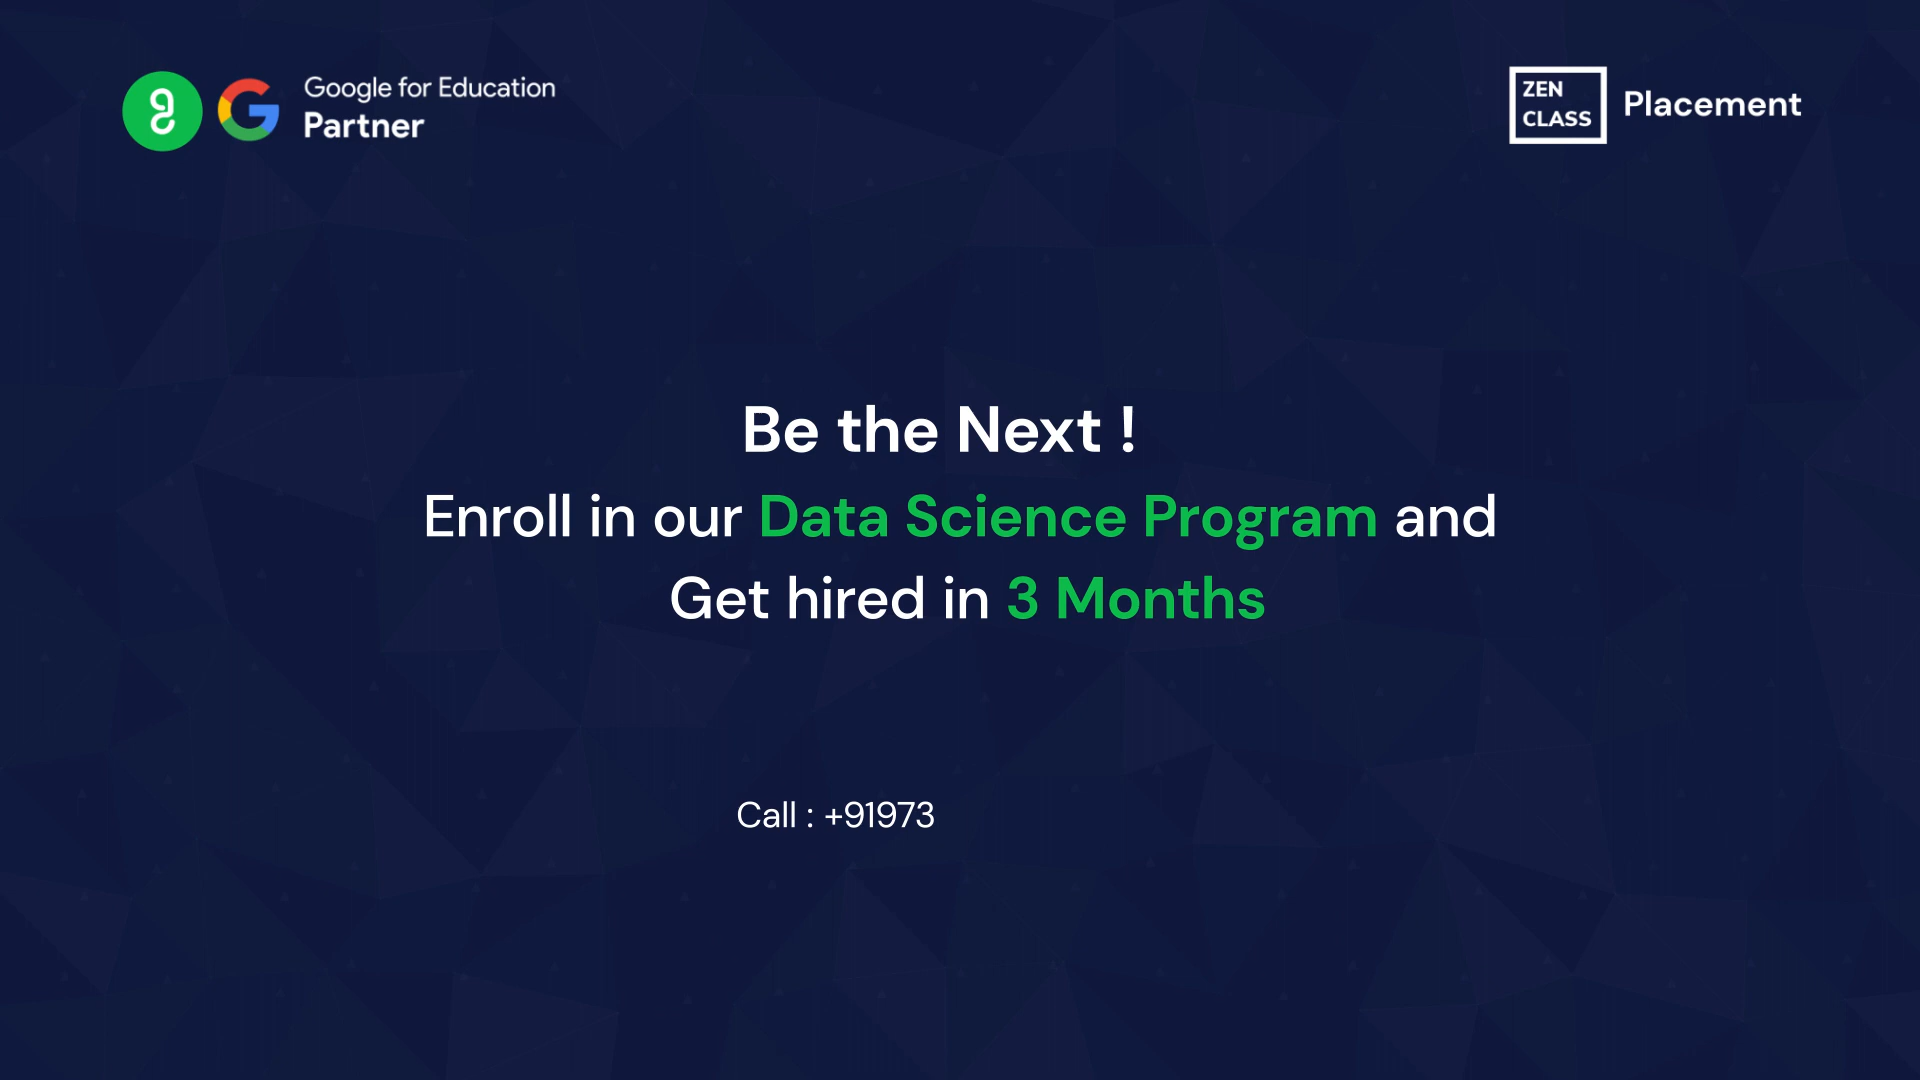 Google for Education
Partner
ZEN
CLASS
Placement
Be the Next !
Enroll in our Data Science Program and
Get hired in 3 Months
Call : +91973